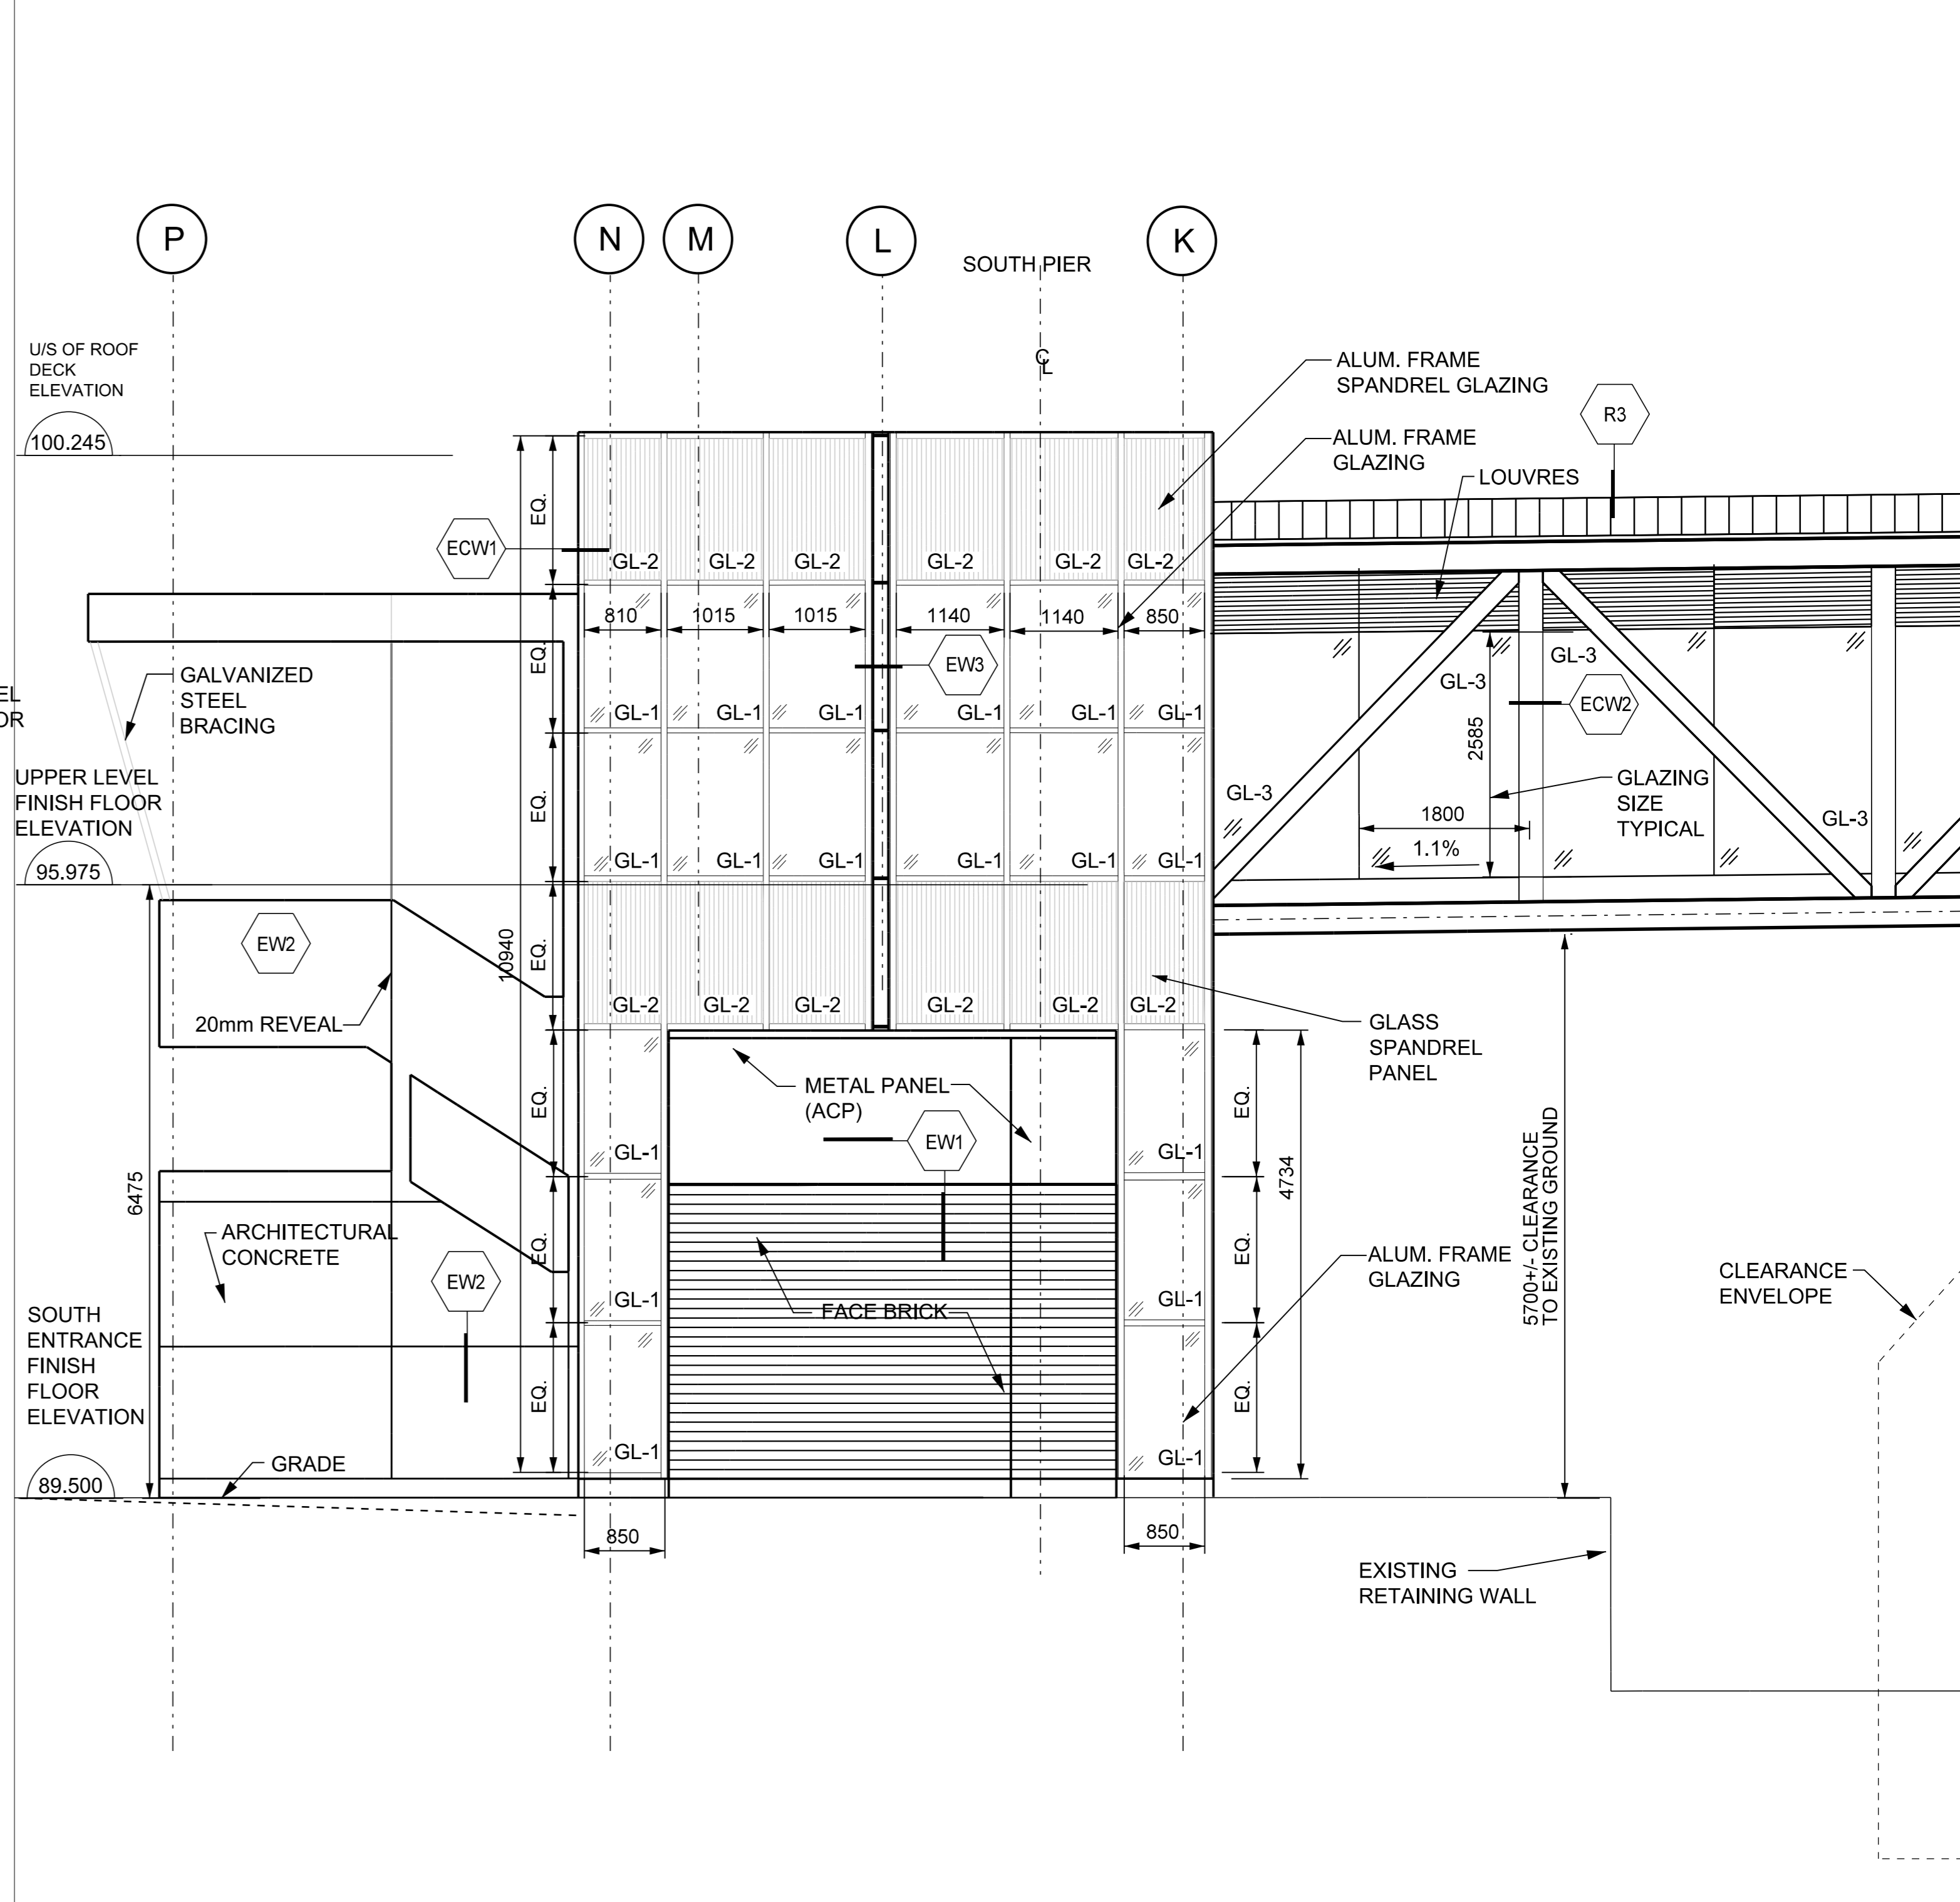 P
N
M
L
K
SOUTH PIER
CL
U/S OF ROOF
DECK
ELEVATION
100.245
ALUM. FRAME
SPANDREL GLAZING
R3
ALUM. FRAME
GLAZING
LOUVRES
EQ.
ECW1
GL-2 GL-2 GL-2 GL-2 GL-2 GL-2
810 1015 1015 1140 1140 850
EQ.
EW3
GL-3
GL-3
ECW2
GALVANIZED
STEEL
BRACING
EL
OR
GL-1 GL-1 GL-1 GL-1 GL-1 GL-1
2585
UPPER LEVEL
FINISH FLOOR
ELEVATION
EQ.
GL-3
GLAZING
SIZE
TYPICAL
1800
GL-3
1.1%
95.975
GL-1 GL-1 GL-1 GL-1 GL-1 GL-1
EW2
10940
EQ.
20mm REVEAL
GL-2 GL-2 GL-2 GL-2 GL-2 GL-2
GLASS
SPANDREL
PANEL
METAL PANEL
(ACP)
EQ.
EQ.
EW1
GL-1 GL-1
6475
4734
5700+/- CLEARANCE
TO EXISTING GROUND
ARCHITECTURAL
CONCRETE
EQ.
EQ.
EW2
ALUM. FRAME
GLAZING
CLEARANCE
ENVELOPE
GL-1 GL-1
FACE BRICK
SOUTH
ENTRANCE
FINISH
FLOOR
ELEVATION
EQ.
EQ.
GL-1 GL-1
GRADE
89.500
850 850
EXISTING
RETAINING WALL